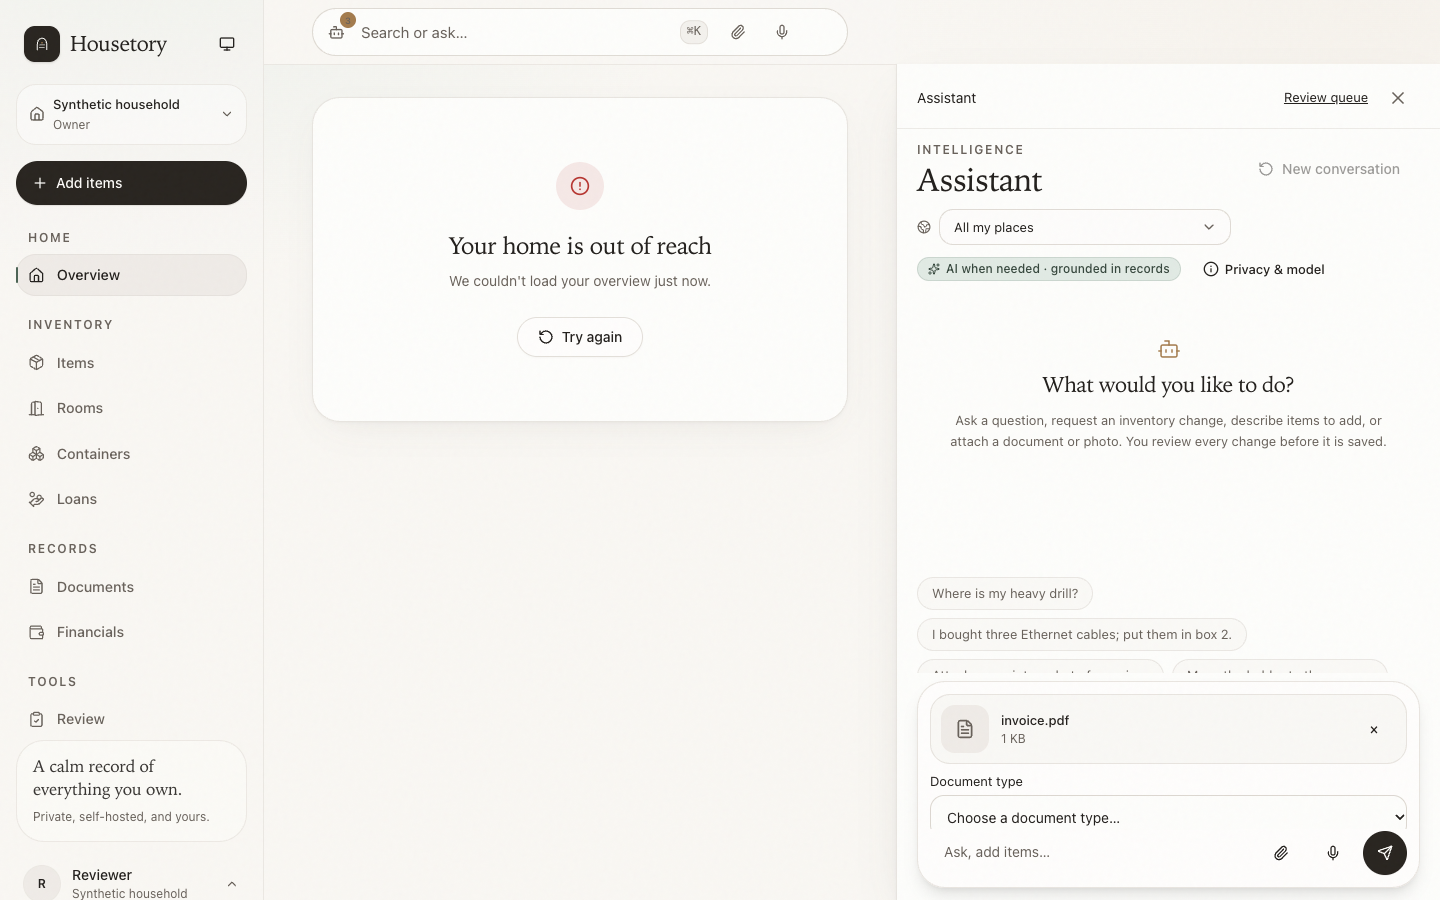 Housetory
Synthetic household
Owner
Add items
HOME
Overview
INVENTORY
Items
Rooms
Containers
Loans
RECORDS
Documents
Financials
TOOLS
Review
A calm record of
everything you own.
Private, self-hosted, and yours.
R
Reviewer
Synthetic household
3
Search or ask...
⌘K
Your home is out of reach
We couldn't load your overview just now.
Try again
Assistant
Review queue
INTELLIGENCE
Assistant
New conversation
All my places
AI when needed · grounded in records
Privacy & model
What would you like to do?
Ask a question, request an inventory change, describe items to add, or
attach a document or photo. You review every change before it is saved.
Where is my heavy drill?
I bought three Ethernet cables; put them in box 2.
invoice.pdf
1 KB
Document type
Choose a document type...
Ask, add items...